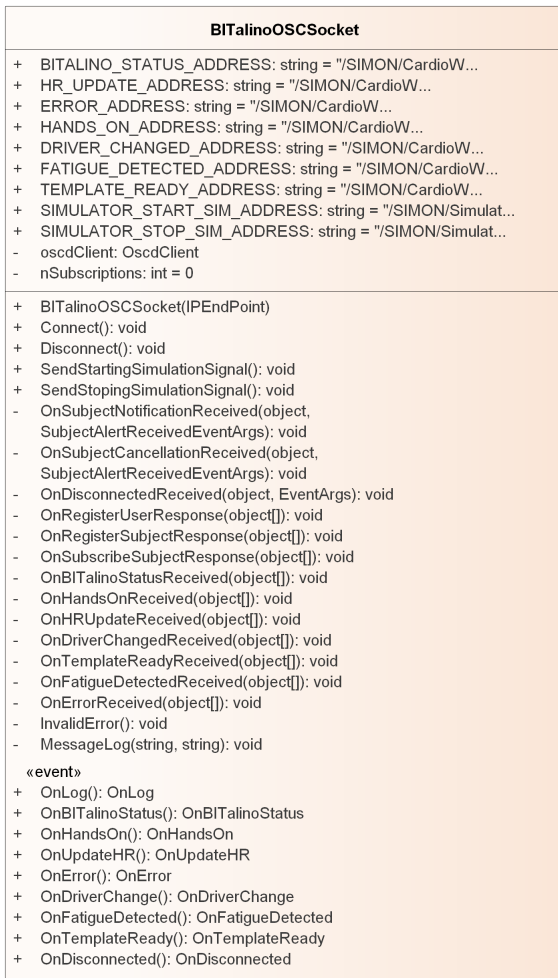 BITalinoOSCSocket
+ BITALINO_STATUS_ADDRESS: string = "/SIMON/CardioW...
+ HR_UPDATE_ADDRESS: string = "/SIMON/CardioW...
+ ERROR_ADDRESS: string = "/SIMON/CardioW...
+ HANDS_ON_ADDRESS: string = "/SIMON/CardioW...
+ DRIVER_CHANGED_ADDRESS: string = "/SIMON/CardioW...
+ FATIGUE_DETECTED_ADDRESS: string = "/SIMON/CardioW...
+ TEMPLATE_READY_ADDRESS: string = "/SIMON/CardioW...
+ SIMULATOR_START_SIM_ADDRESS: string = "/SIMON/Simulat...
+ SIMULATOR_STOP_SIM_ADDRESS: string = "/SIMON/Simulat...
- oscdClient: OscdClient
- nSubscriptions: int = 0
+ BITalinoOSCSocket(IPEndPoint)
+ Connect(): void
+ Disconnect(): void
+ SendStartingSimulationSignal(): void
+ SendStopingSimulationSignal(): void
- OnSubjectNotificationReceived(object,
SubjectAlertReceivedEventArgs): void
- OnSubjectCancellationReceived(object,
SubjectAlertReceivedEventArgs): void
- OnDisconnectedReceived(object, EventArgs): void
- OnRegisterUserResponse(object[]): void
- OnRegisterSubjectResponse(object[]): void
- OnSubscribeSubjectResponse(object[]): void
- OnBITalinoStatusReceived(object[]): void
- OnHandsOnReceived(object[]): void
- OnHRUpdateReceived(object[]): void
- OnDriverChangedReceived(object[]): void
- OnTemplateReadyReceived(object[]): void
- OnFatigueDetectedReceived(object[]): void
- OnErrorReceived(object[]): void
- InvalidError(): void
- MessageLog(string, string): void
«event»
+ OnLog(): OnLog
+ OnBITalinoStatus(): OnBITalinoStatus
+ OnHandsOn(): OnHandsOn
+ OnUpdateHR(): OnUpdateHR
+ OnError(): OnError
+ OnDriverChange(): OnDriverChange
+ OnFatigueDetected(): OnFatigueDetected
+ OnTemplateReady(): OnTemplateReady
+ OnDisconnected(): OnDisconnected